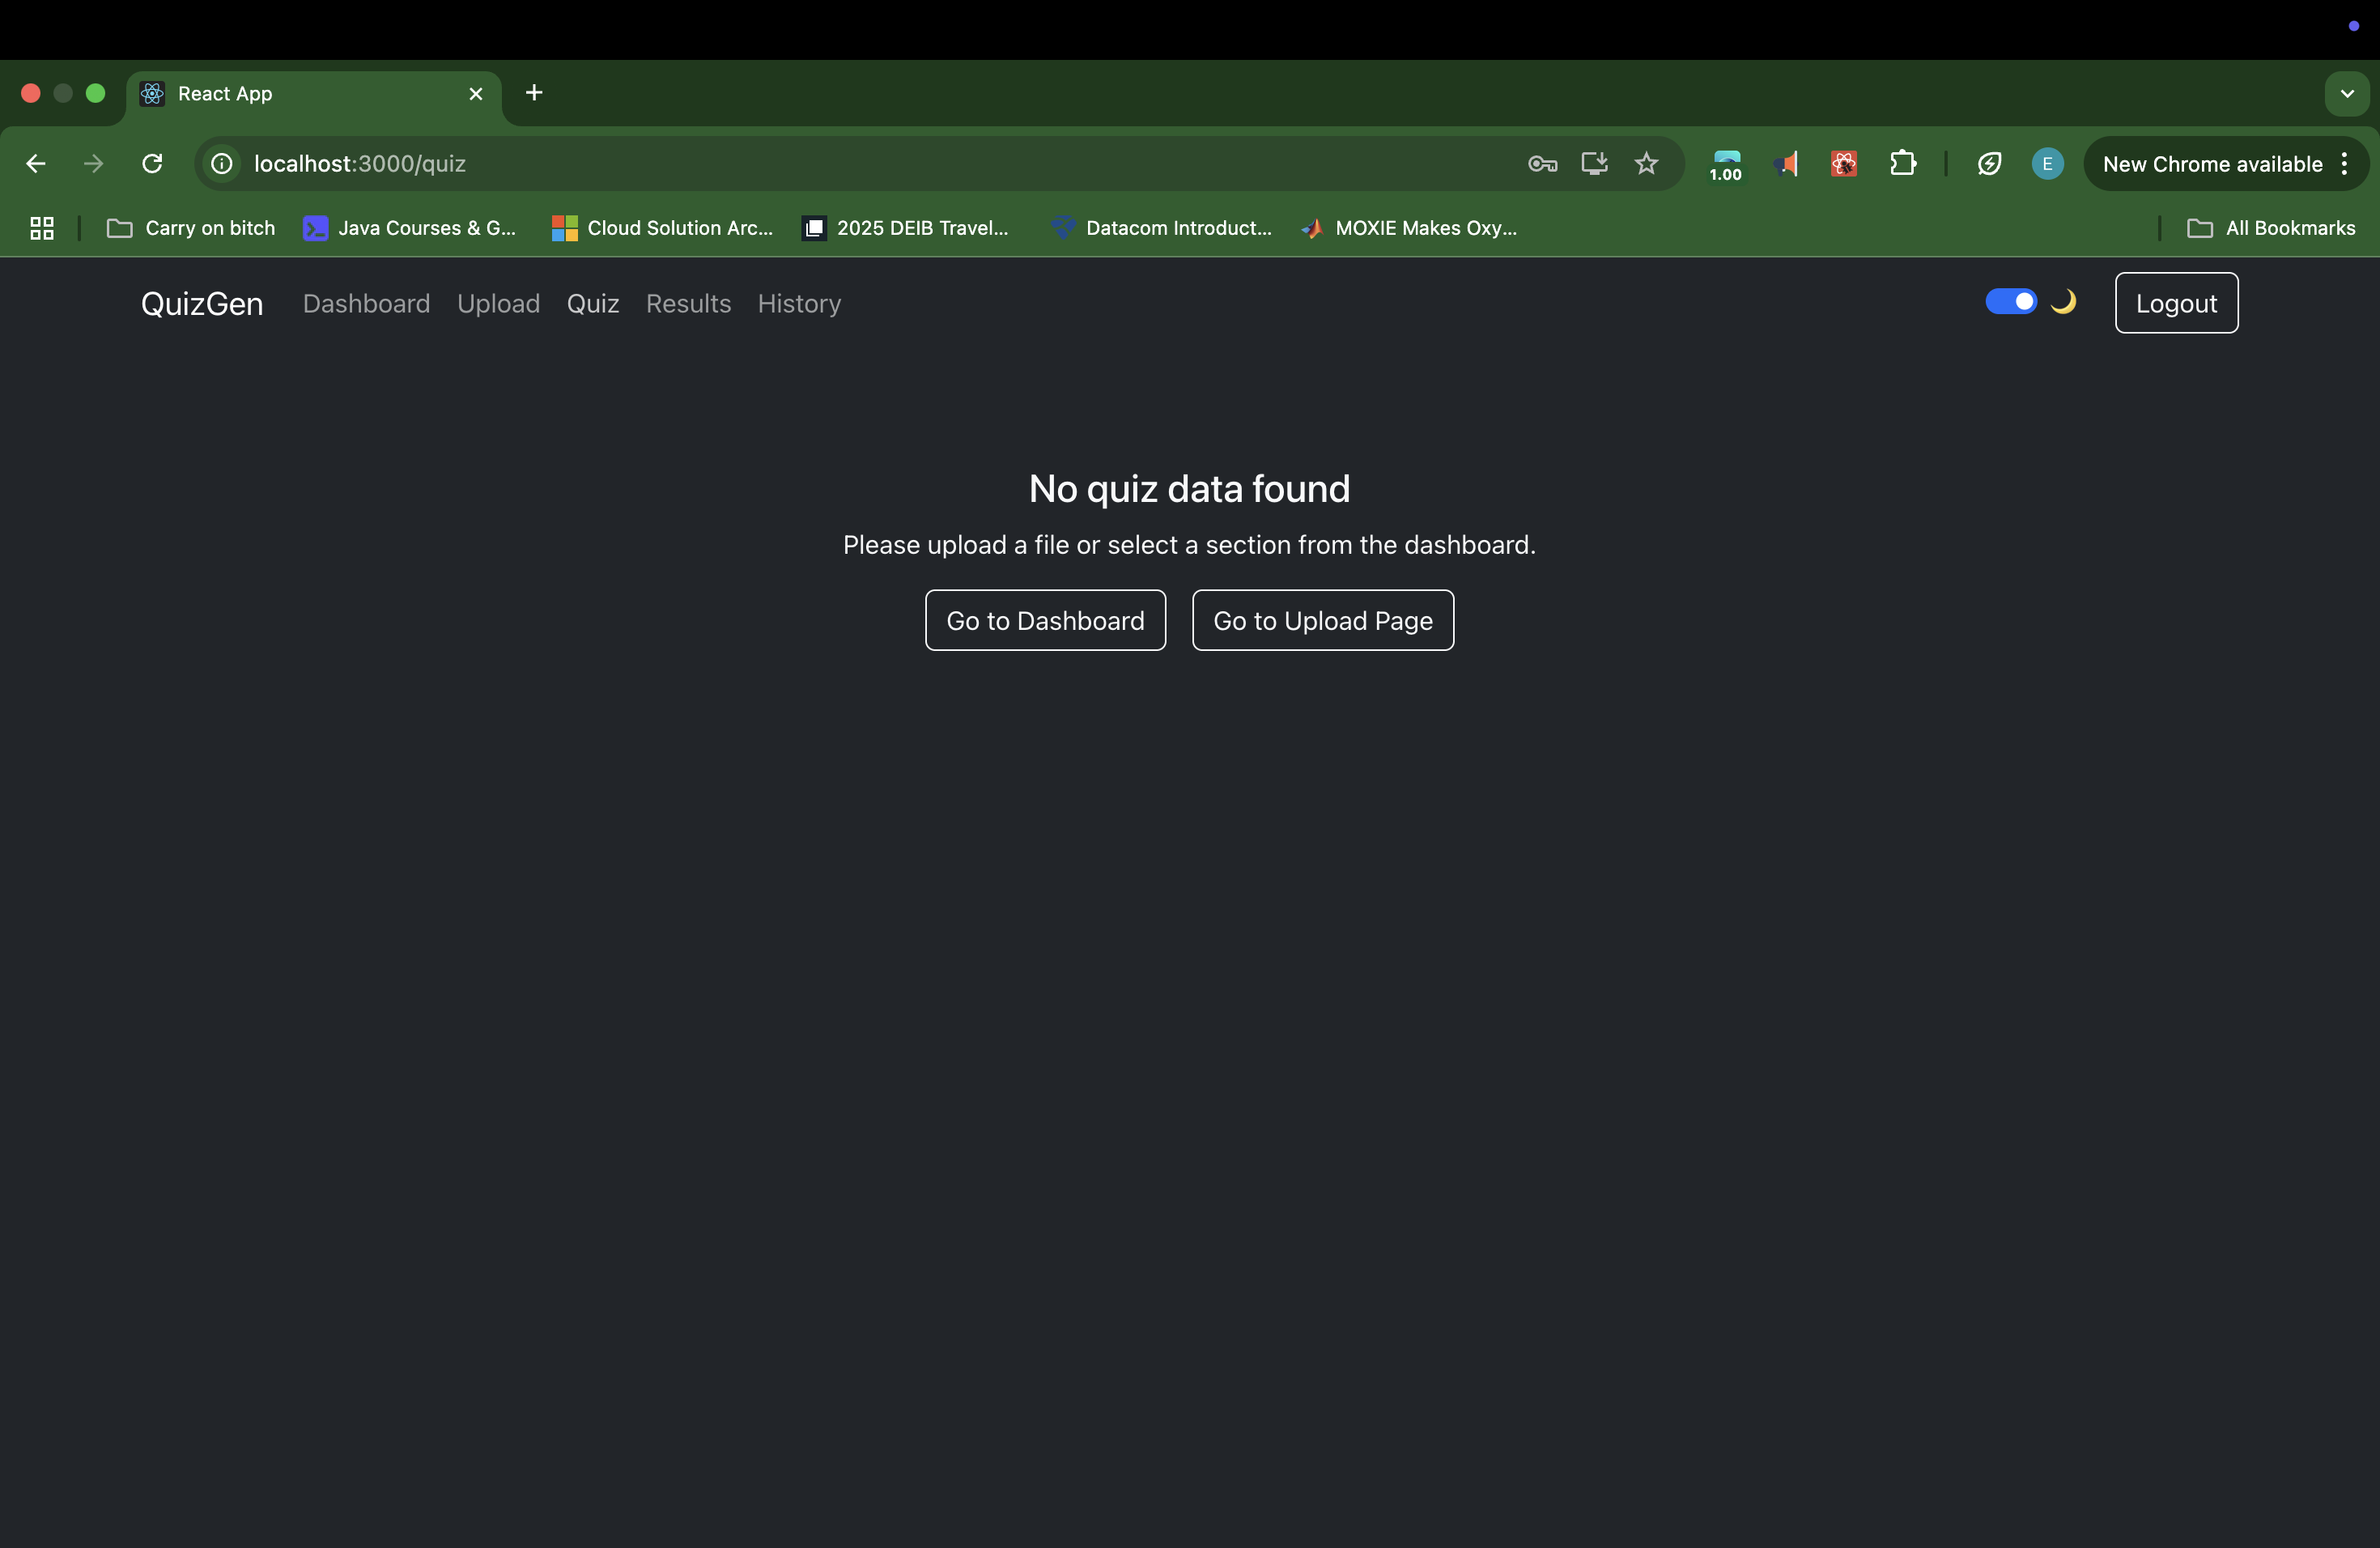 React App
localhost:3000/quiz
1.00
E
New Chrome available
Carry on bitch
Java Courses & G...
Cloud Solution Arc...
2025 DEIB Travel...
Datacom Introduct...
MOXIE Makes Oxy...
All Bookmarks
QuizGen Dashboard Upload Quiz Results History
Logout
No quiz data found
Please upload a file or select a section from the dashboard.
Go to Dashboard
Go to Upload Page